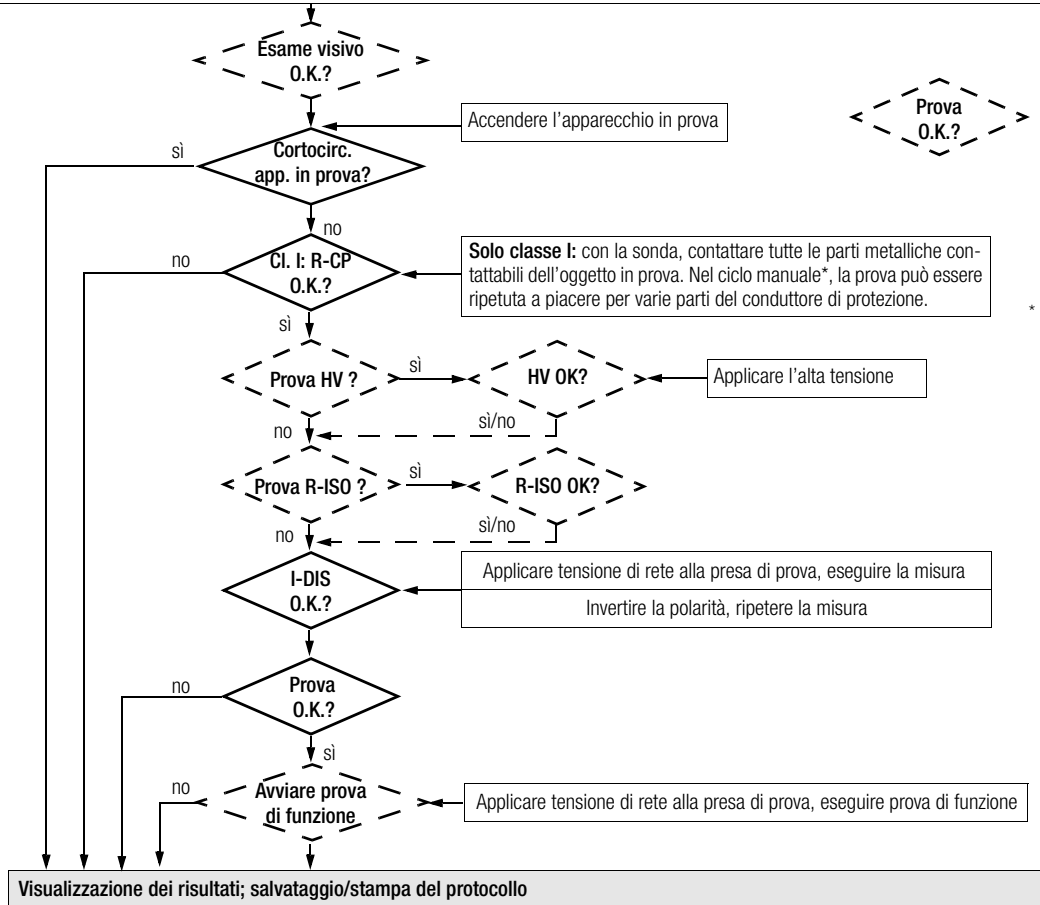 Esame visivo
O.K.?
Accendere l'apparecchio in prova
Prova
O.K.?
sì
Cortocirc.
app. in prova?
no
no
Cl. I: R-CP
O.K.?
Solo classe I: con la sonda, contattare tutte le parti metalliche con-
tattabili dell'oggetto in prova. Nel ciclo manuale*, la prova può essere
ripetuta a piacere per varie parti del conduttore di protezione.
*
sì
Prova HV ?
sì
HV OK?
Applicare l'alta tensione
sì/no
no
Prova R-ISO ?
sì
R-ISO OK?
sì/no
no
I-DIS
O.K.?
Applicare tensione di rete alla presa di prova, eseguire la misura
Invertire la polarità, ripetere la misura
no
Prova
O.K.?
sì
no
Avviare prova
di funzione
Applicare tensione di rete alla presa di prova, eseguire prova di funzione
Visualizzazione dei risultati; salvataggio/stampa del protocollo